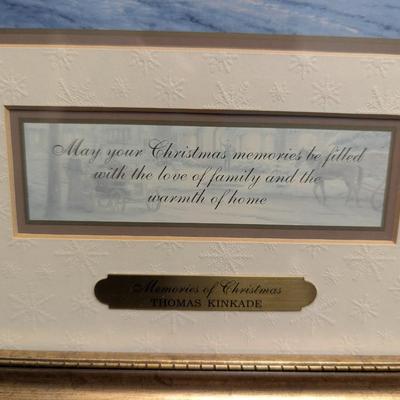 May your Christmas memories be filled
with the love of family and the
warmth of home
Memories of Christmas
THOMAS KINKADE